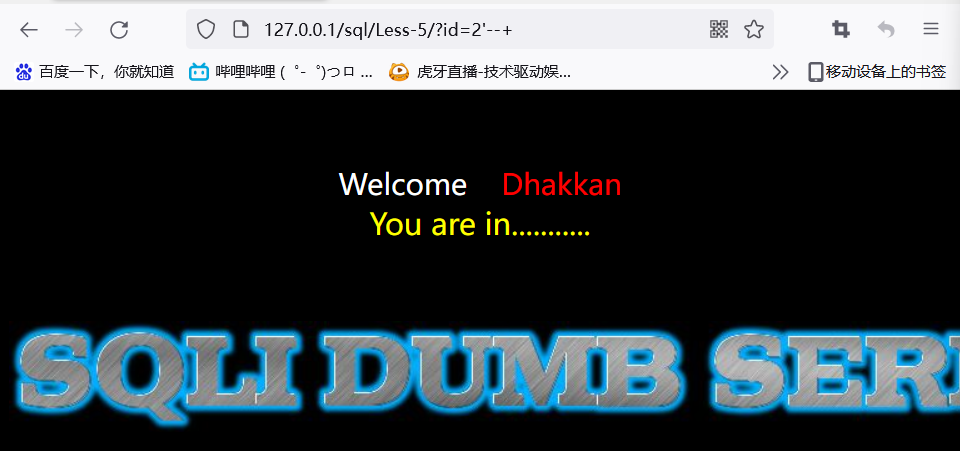 127.0.0.1/sql/Less-5/?id=2'--+
百度一下，你就知道 哔哩哔哩 ( ゜- ゜)つロ ... 虎牙直播-技术驱动娱... 移动设备上的书签
Welcome Dhakkan
You are in...........
SQLI DUMB SERI